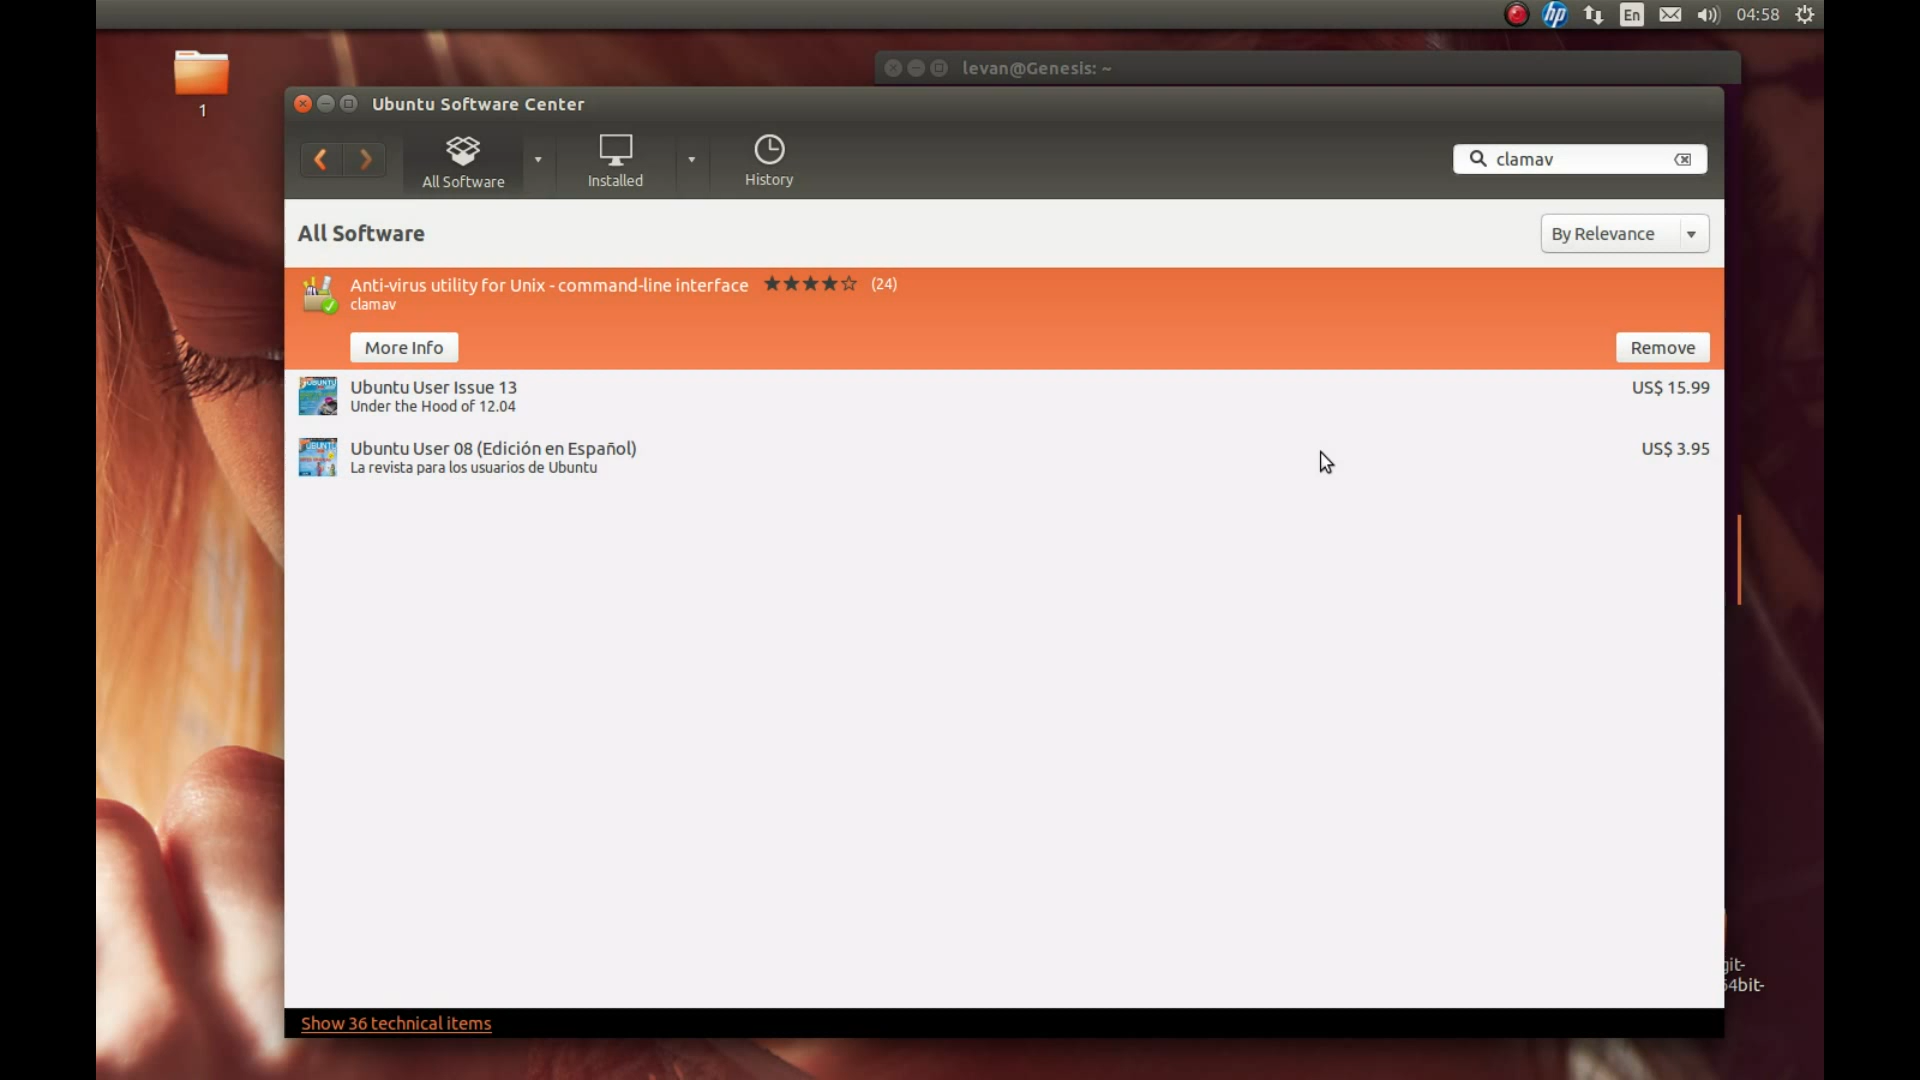 hp
En
04:58
1
levan@Genesis: ~
Ubuntu Software Center
All Software
Installed
History
clamav
All Software
By Relevance
Anti-virus utility for Unix - command-line interface
(24)
clamav
More Info
Remove
Ubuntu User Issue 13
US$ 15.99
Under the Hood of 12.04
Ubuntu User 08 (Edición en Español)
US$ 3.95
La revista para los usuarios de Ubuntu
git-
64bit-
Show 36 technical items